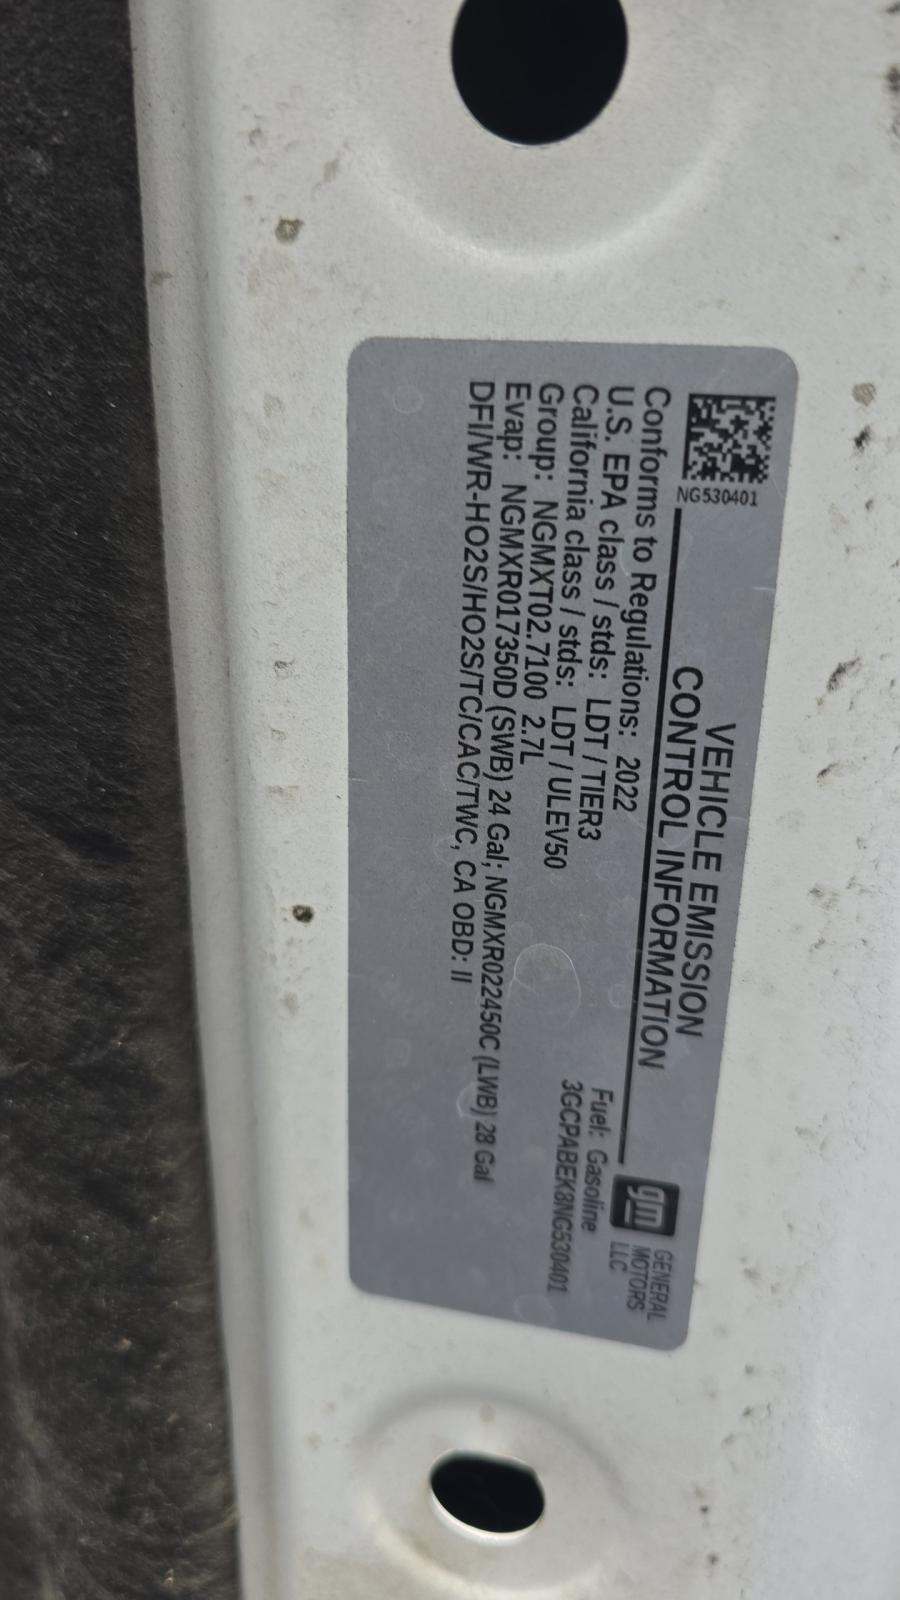 NG530401
VEHICLE EMISSION
CONTROL INFORMATION
gm
GENERAL
MOTORS
LLC
Conforms to Regulations: 2022
U.S. EPA class / stds: LDT / TIER3
California class / stds: LDT / ULEV50
Group: NGMXT02.7100 2.7L
Evap: NGMXR017350D (SWB) 24 Gal; NGMXR022450C (LWB) 28 Gal
DFI/WR-HO2S/HO2S/TC/CAC/TWC, CA OBD: II
Fuel: Gasoline
3GCPABEK8NG530401